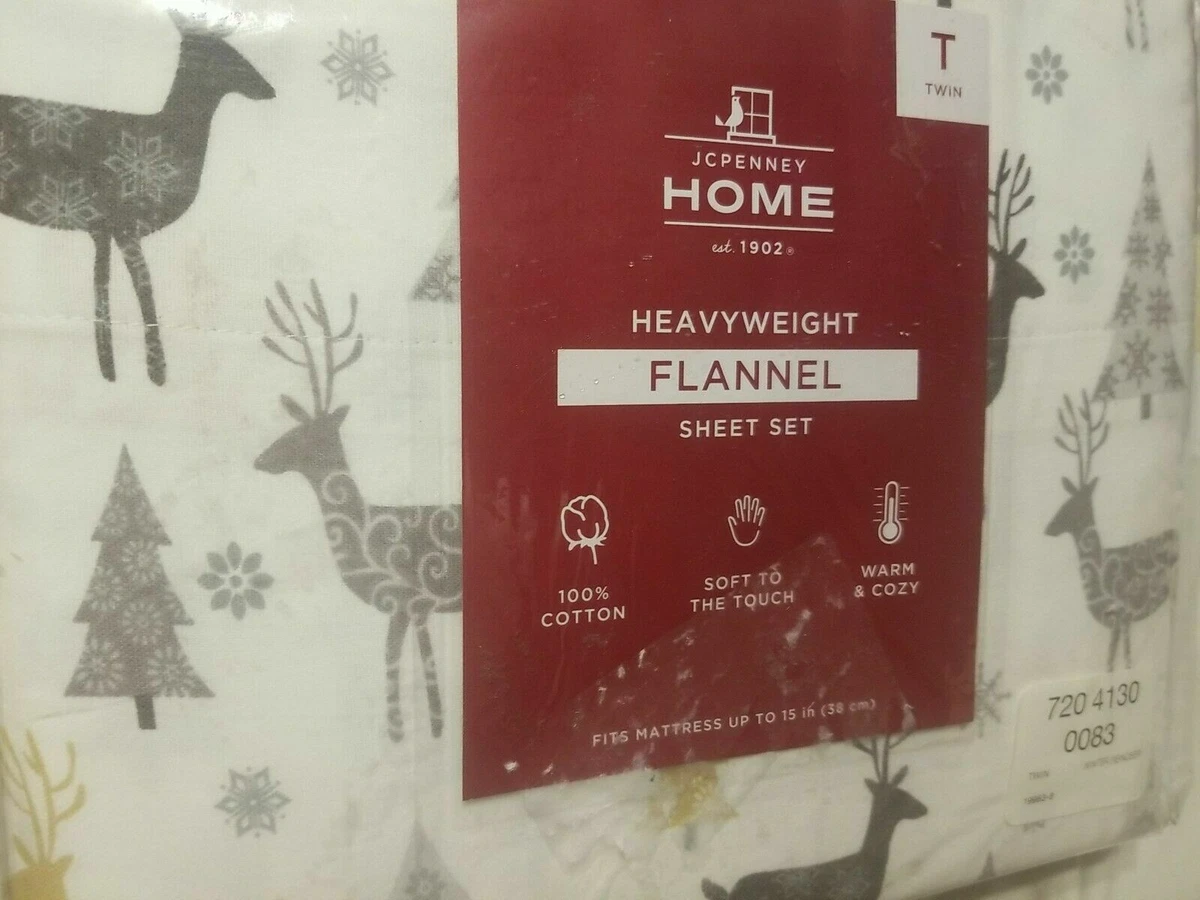 T
TWIN
JCPENNEY
HOME
est. 1902®
HEAVYWEIGHT
FLANNEL
SHEET SET
100%
COTTON
SOFT TO
THE TOUCH
WARM
& COZY
FITS MATTRESS UP TO 15 in (38 cm)
720 4130
0083
TWIN